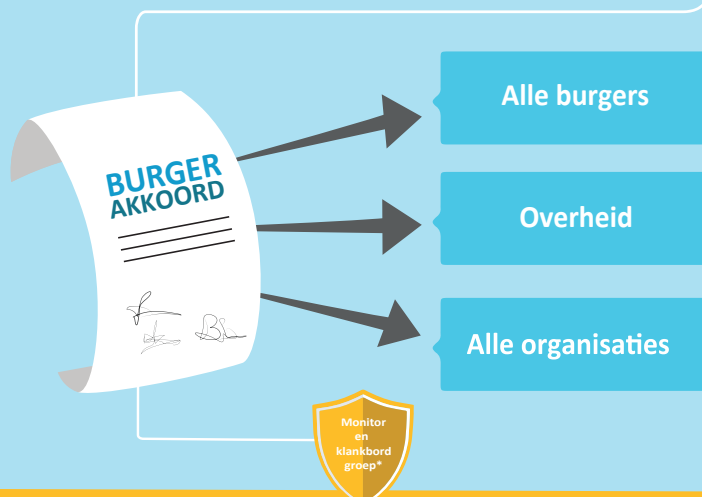 BURGER
AKKOORD
Alle burgers
Overheid
Alle organisaties
Monitor
en
klankbord
groep*